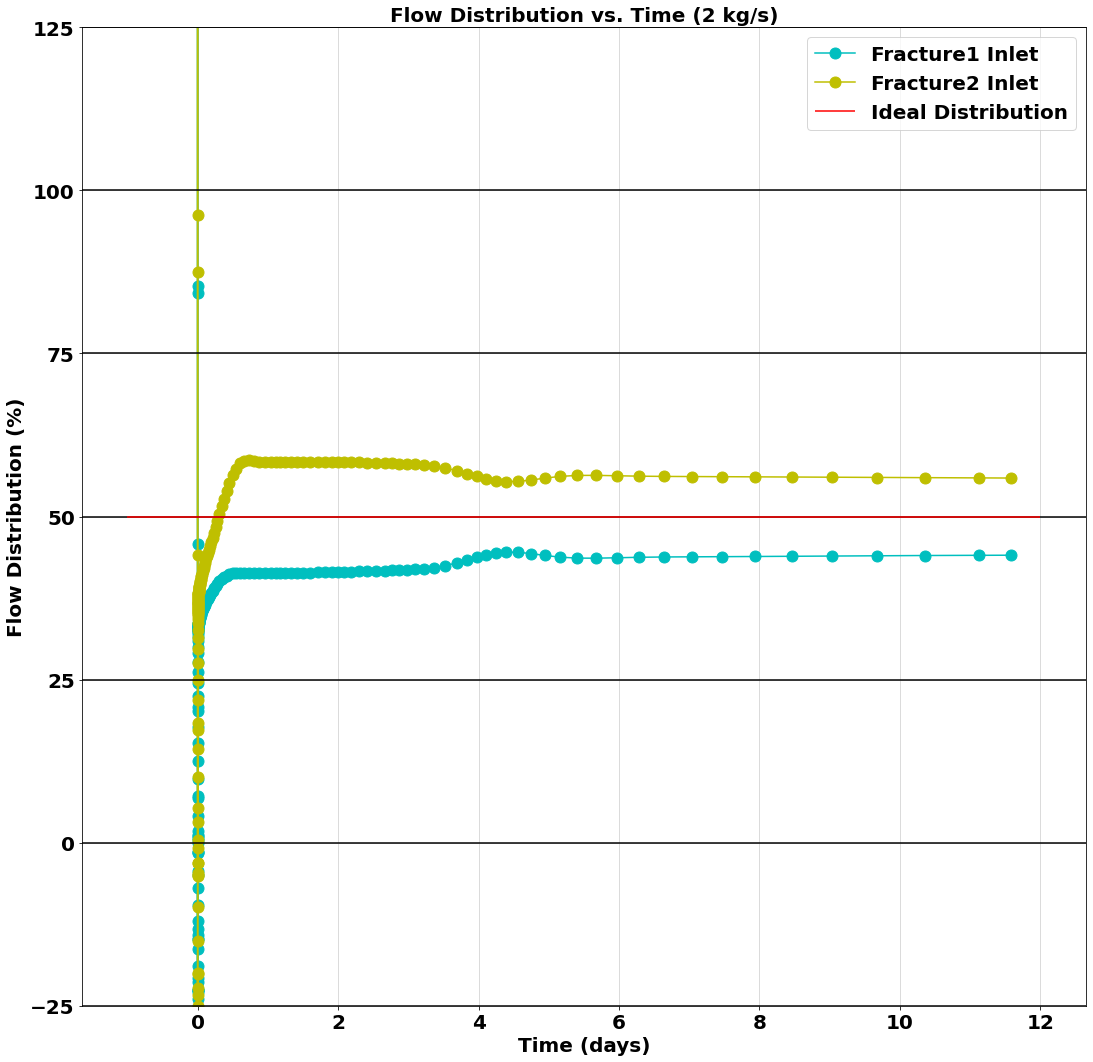 Flow Distribution vs. Time (2 kg/s)
125
100
75
50
25
0
−25
Flow Distribution (%)
Fracture1 Inlet
Fracture2 Inlet
Ideal Distribution
0 2 4 6 8 10 12
Time (days)